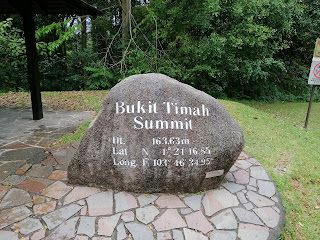 Bukit Timah
Summit
Ht. 163.63m
Lat N 1° 21' 16.85"
Long. E 103° 46' 34.95"